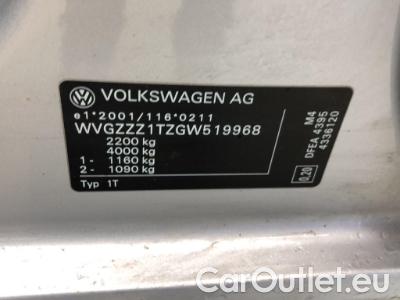 VOLKSWAGEN AG
e1*2001/116*0211
WVGZZZ1TZGW519968
2200 kg
4000 kg
1 - 1160 kg
2 - 1090 kg
Typ 1T
M4
DFEA 4395
4336120
0,20
CarOutlet.eu